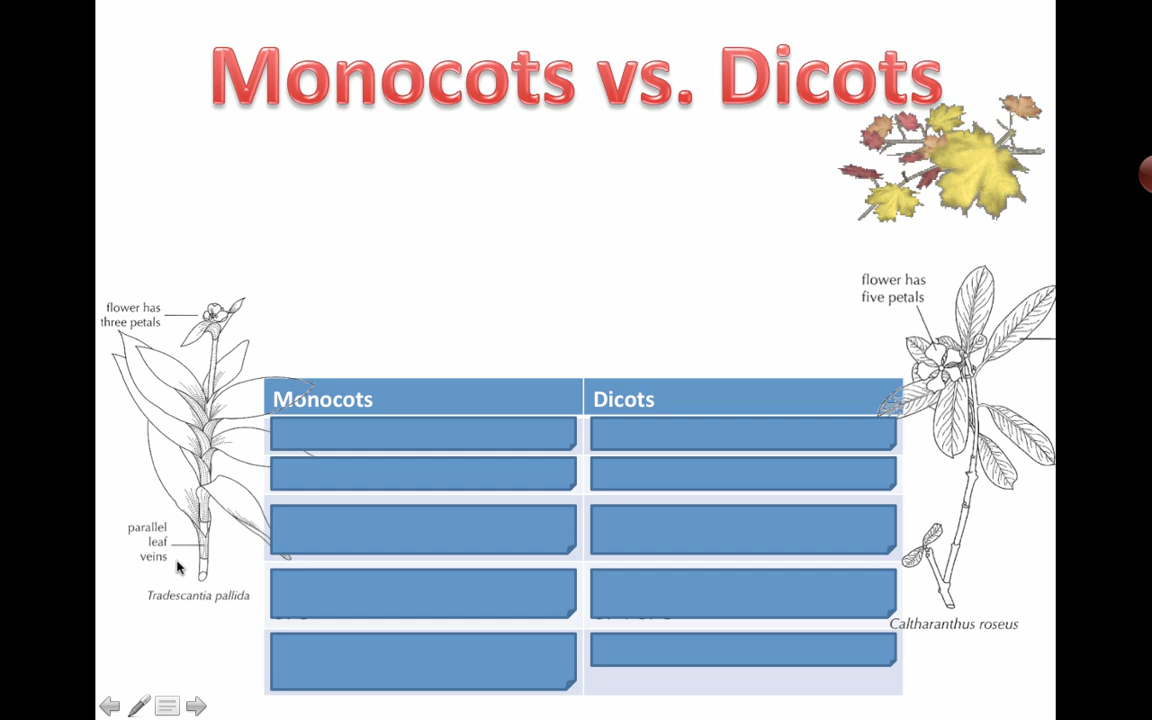 Monocots vs. Dicots
flower has
five petals
flower has
three petals
Monocots
Dicots
parallel
leaf
veins
Tradescantia pallida
Caltharanthus roseus